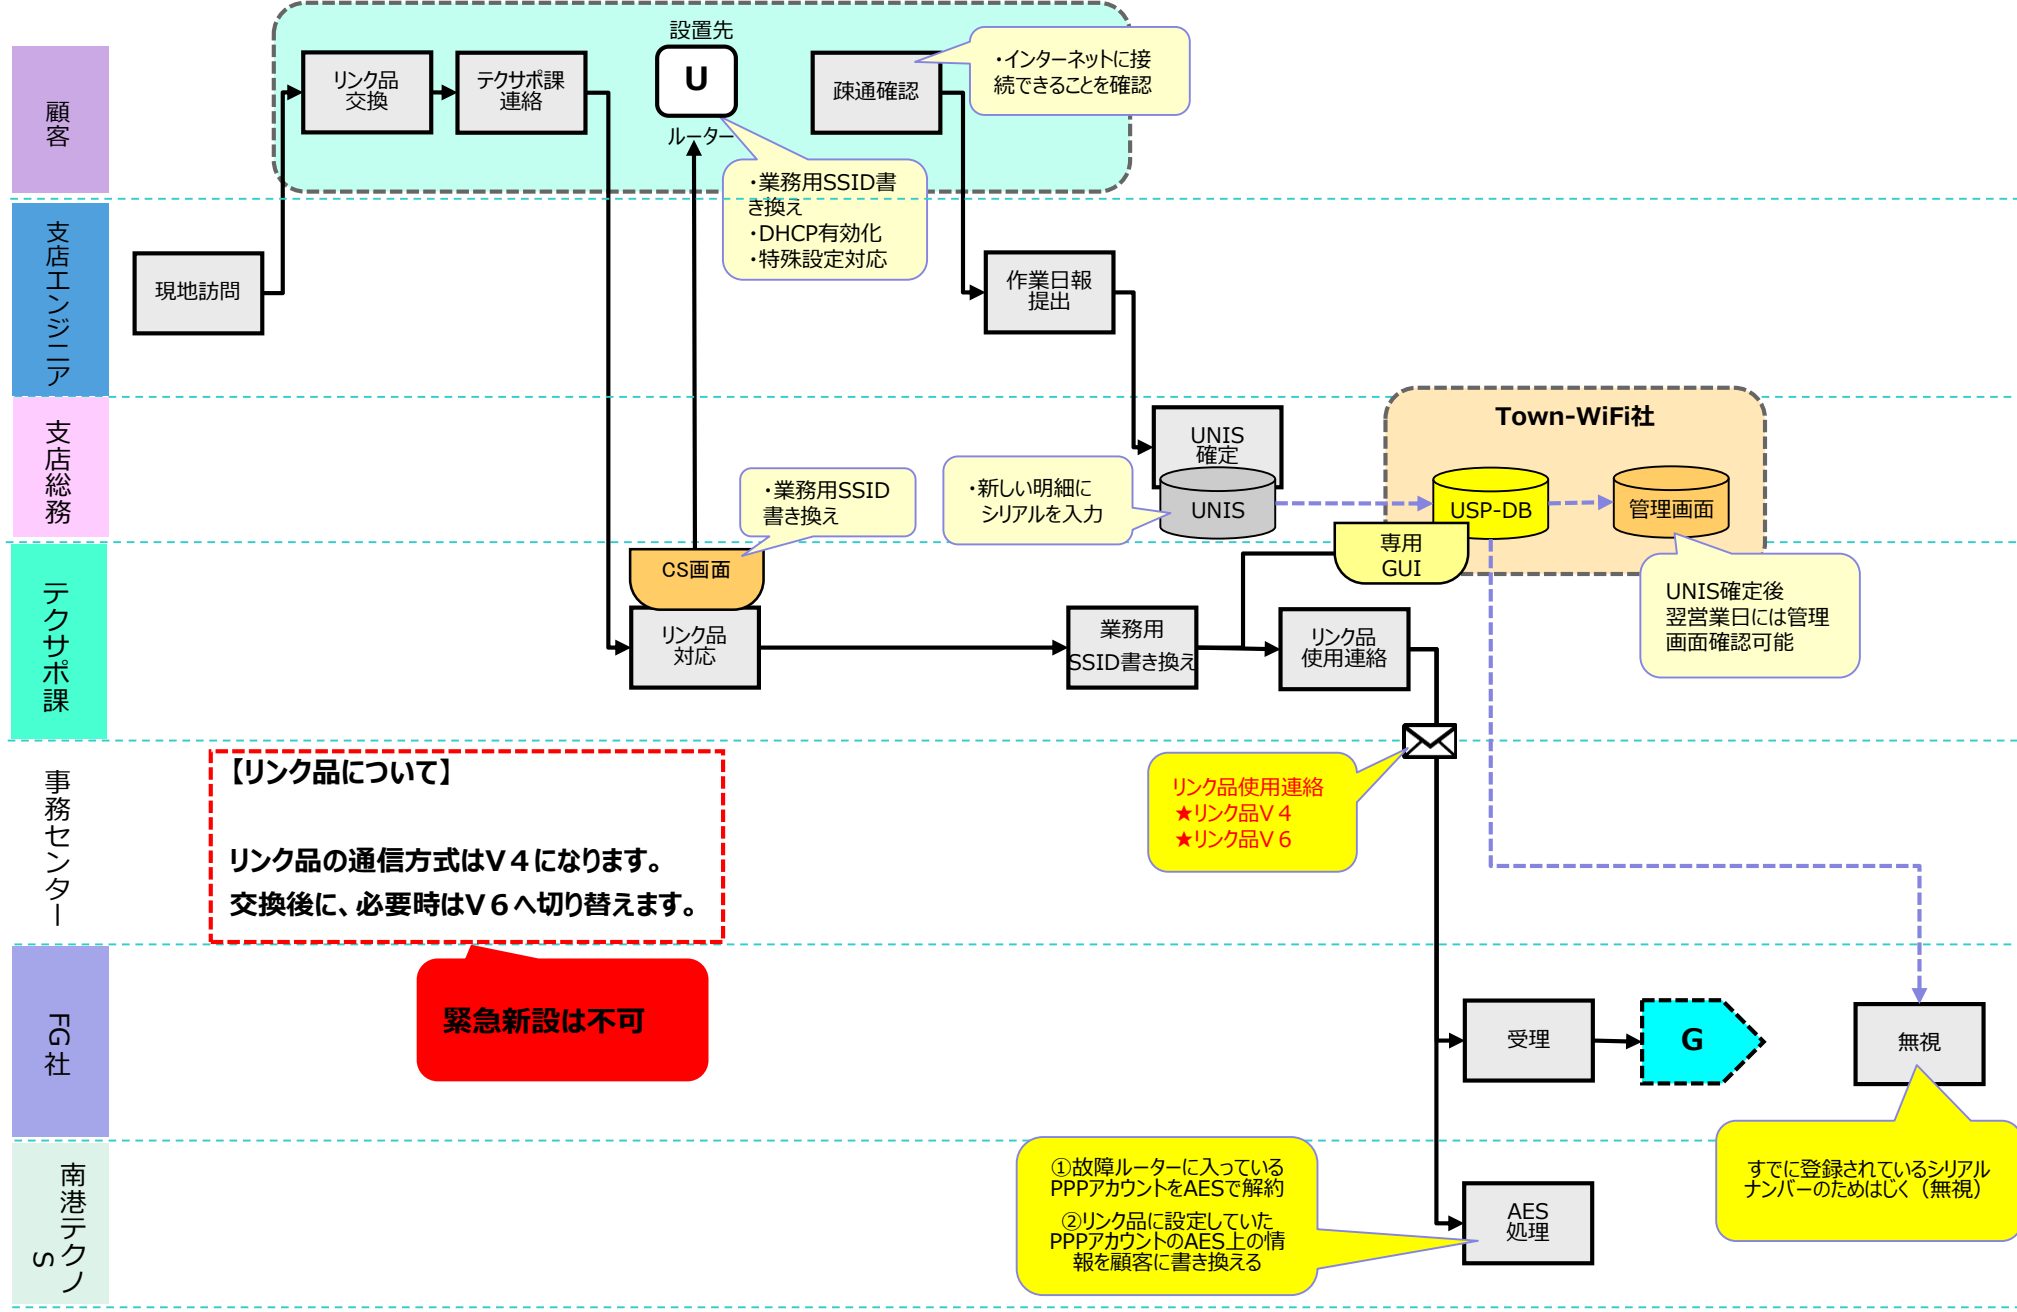 顧客
設置先
U
ルーター
リンク品
交換
テクサポ課
連絡
疎通確認
・インターネットに接
続できることを確認
・業務用SSID書
き換え
・DHCP有効化
・特殊設定対応
支店エンジニア
現地訪問
作業日報
提出
支店総務
UNIS
確定
UNIS
・新しい明細に
シリアルを入力
・業務用SSID
書き換え
Town-WiFi社
USP-DB
管理画面
専用
GUI
UNIS確定後
翌営業日には管理
画面確認可能
テクサポ課
CS画面
リンク品
対応
業務用
SSID書き換え
リンク品
使用連絡
事務センター
【リンク品について】
リンク品の通信方式はV4になります。
交換後に、必要時はV6へ切り替えます。
リンク品使用連絡
★リンク品V4
★リンク品V6
FG社
緊急新設は不可
受理
G
無視
すでに登録されているシリアル
ナンバーのためはじく（無視）
南港テクノ
S
①故障ルーターに入っている
PPPアカウントをAESで解約
②リンク品に設定していた
PPPアカウントのAES上の情
報を顧客に書き換える
AES
処理